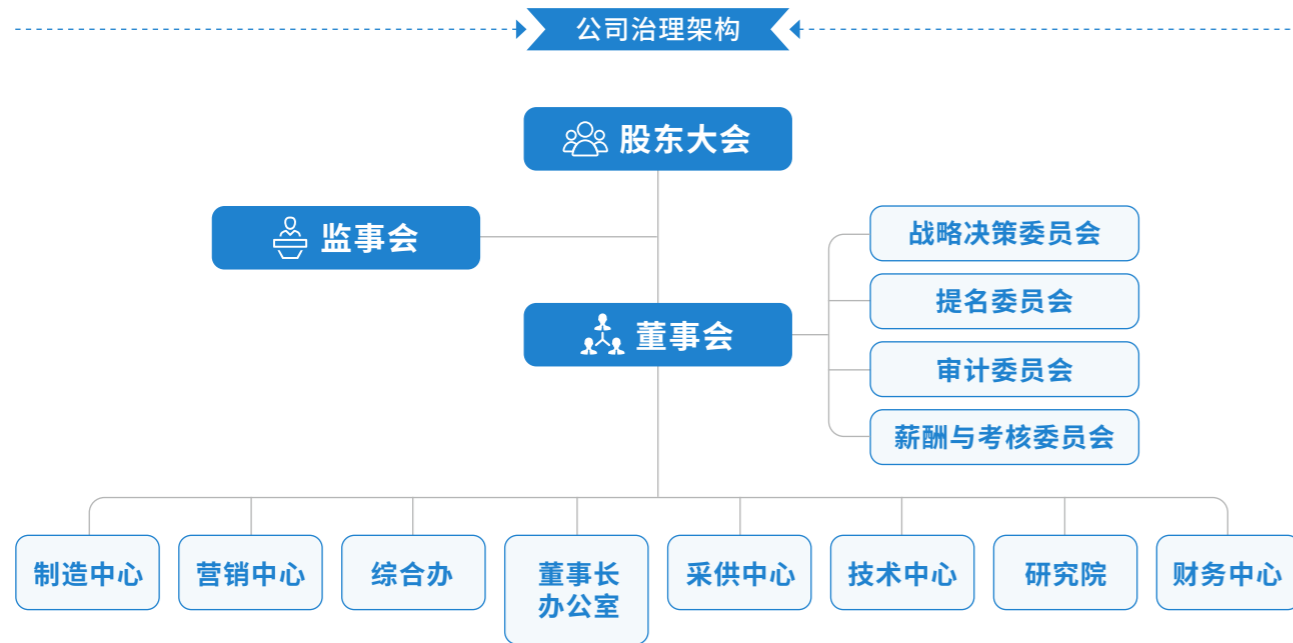 公司治理架构
股东大会
监事会
董事会
战略决策委员会
提名委员会
审计委员会
薪酬与考核委员会
制造中心
营销中心
综合办
董事长
办公室
采供中心
技术中心
研究院
财务中心